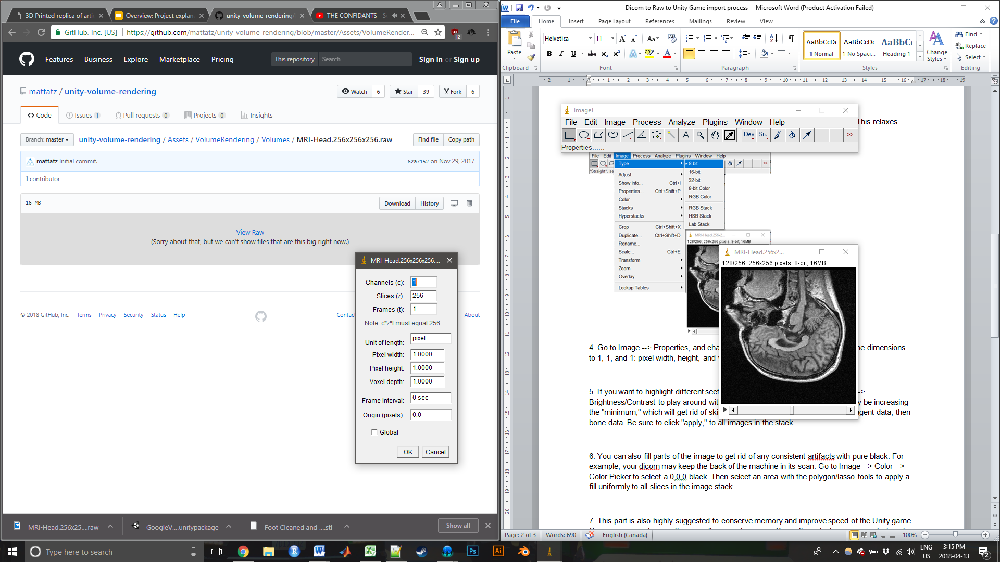 3D Printed replica of arti
Overview: Project explan
unity-volume-rendering/
THE CONFIDANTS - S
GitHub, Inc. [US]
https://github.com/mattatz/unity-volume-rendering/blob/master/Assets/VolumeRender...
12
Features
Business
Explore
Marketplace
Pricing
This repository
Search
Sign in or Sign up
mattatz / unity-volume-rendering
Watch 6
Star 39
Fork 6
Code
Issues 1
Pull requests 0
Projects 0
Insights
Branch: master
unity-volume-rendering / Assets / VolumeRendering / Volumes / MRI-Head.256x256x256.raw
Find file
Copy path
mattatz Initial commit.
62a7152 on Nov 29, 2017
1 contributor
16 MB
Download
History
View Raw
(Sorry about that, but we can't show files that are this big right now.)
© 2018 GitHub, Inc.
Terms
Privacy
Security
Status
Help
Contact
About
MRI-Head.256x256x256....
Channels (c): 1
Slices (z): 256
Frames (t): 1
Note: c*z*t must equal 256
Unit of length: pixel
Pixel width: 1.0000
Pixel height: 1.0000
Voxel depth: 1.0000
Frame interval: 0 sec
Origin (pixels): 0,0
Global
OK
Cancel
MRI-Head.256x25....raw
GoogleV....unitypackage
Foot Cleaned and ....stl
Show all
Dicom to Raw to Unity Game import process - Microsoft Word (Product Activation Failed)
File
Home
Insert
Page Layout
References
Mailings
Review
View
Paste
Clipboard
Helvetica
11
Font
Paragraph
AaBbCcDc
¶ Normal
AaBbCcDc
¶ No Spaci...
AaBbC
Heading 1
Change Styles
Styles
Find
Replace
Select
Editing
This relaxes
ImageJ
File Edit Image Process Analyze Plugins Window Help
Dev Stk >>
Properties......
File Edit Image Process Analyze Plugins Window Help
"Straight", se
Type
Adjust
Show Info... Ctrl+I
Properties... Ctrl+Shift+P
Color
Stacks
Hyperstacks
Crop Ctrl+Shift+X
Duplicate... Ctrl+Shift+D
Rename...
Scale... Ctrl+E
Transform
Zoom
Overlay
Lookup Tables
8-bit
16-bit
32-bit
8-bit Color
RGB Color
RGB Stack
HSB Stack
Lab Stack
MRI-Head.256x2...
128/256; 256x256 pixels; 8-bit; 16MB
MRI-Head.256x2...
128/256; 256x256 pixels; 8-bit; 16MB
4. Go to Image --> Properties, and cha
ne dimensions
to 1, 1, and 1: pixel width, height, and
5. If you want to highlight different sect
->
Brightness/Contrast to play around wit
y be increasing
the "minimum," which will get rid of ski
agent data, then
bone data. Be sure to click "apply," to all images in the stack.
6. You can also fill parts of the image to get rid of any consistent artifacts with pure black. For
example, your dicom may keep the back of the machine in its scan. Go to Image --> Color -->
Color Picker to select a 0,0,0 black. Then select an area with the polygon/lasso tools to apply a
fill uniformly to all slices in the image stack.
7. This part is also highly suggested to conserve memory and improve speed of the Unity game.
Page: 2 of 3
Words: 690
English (Canada)
100%
Type here to search
ENG
US
3:15 PM
2018-04-13
2